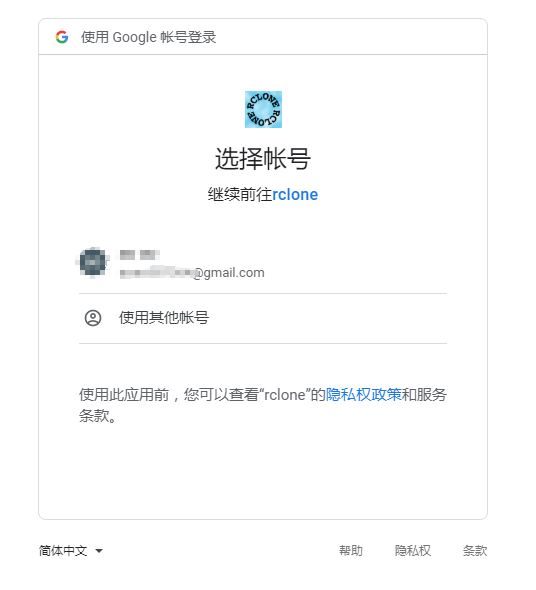 使用 Google 帐号登录
RCLONE RCLONE
选择帐号
继续前往rclone
@gmail.com
使用其他帐号
使用此应用前，您可以查看“rclone”的隐私权政策和服务
条款。
简体中文
帮助
隐私权
条款